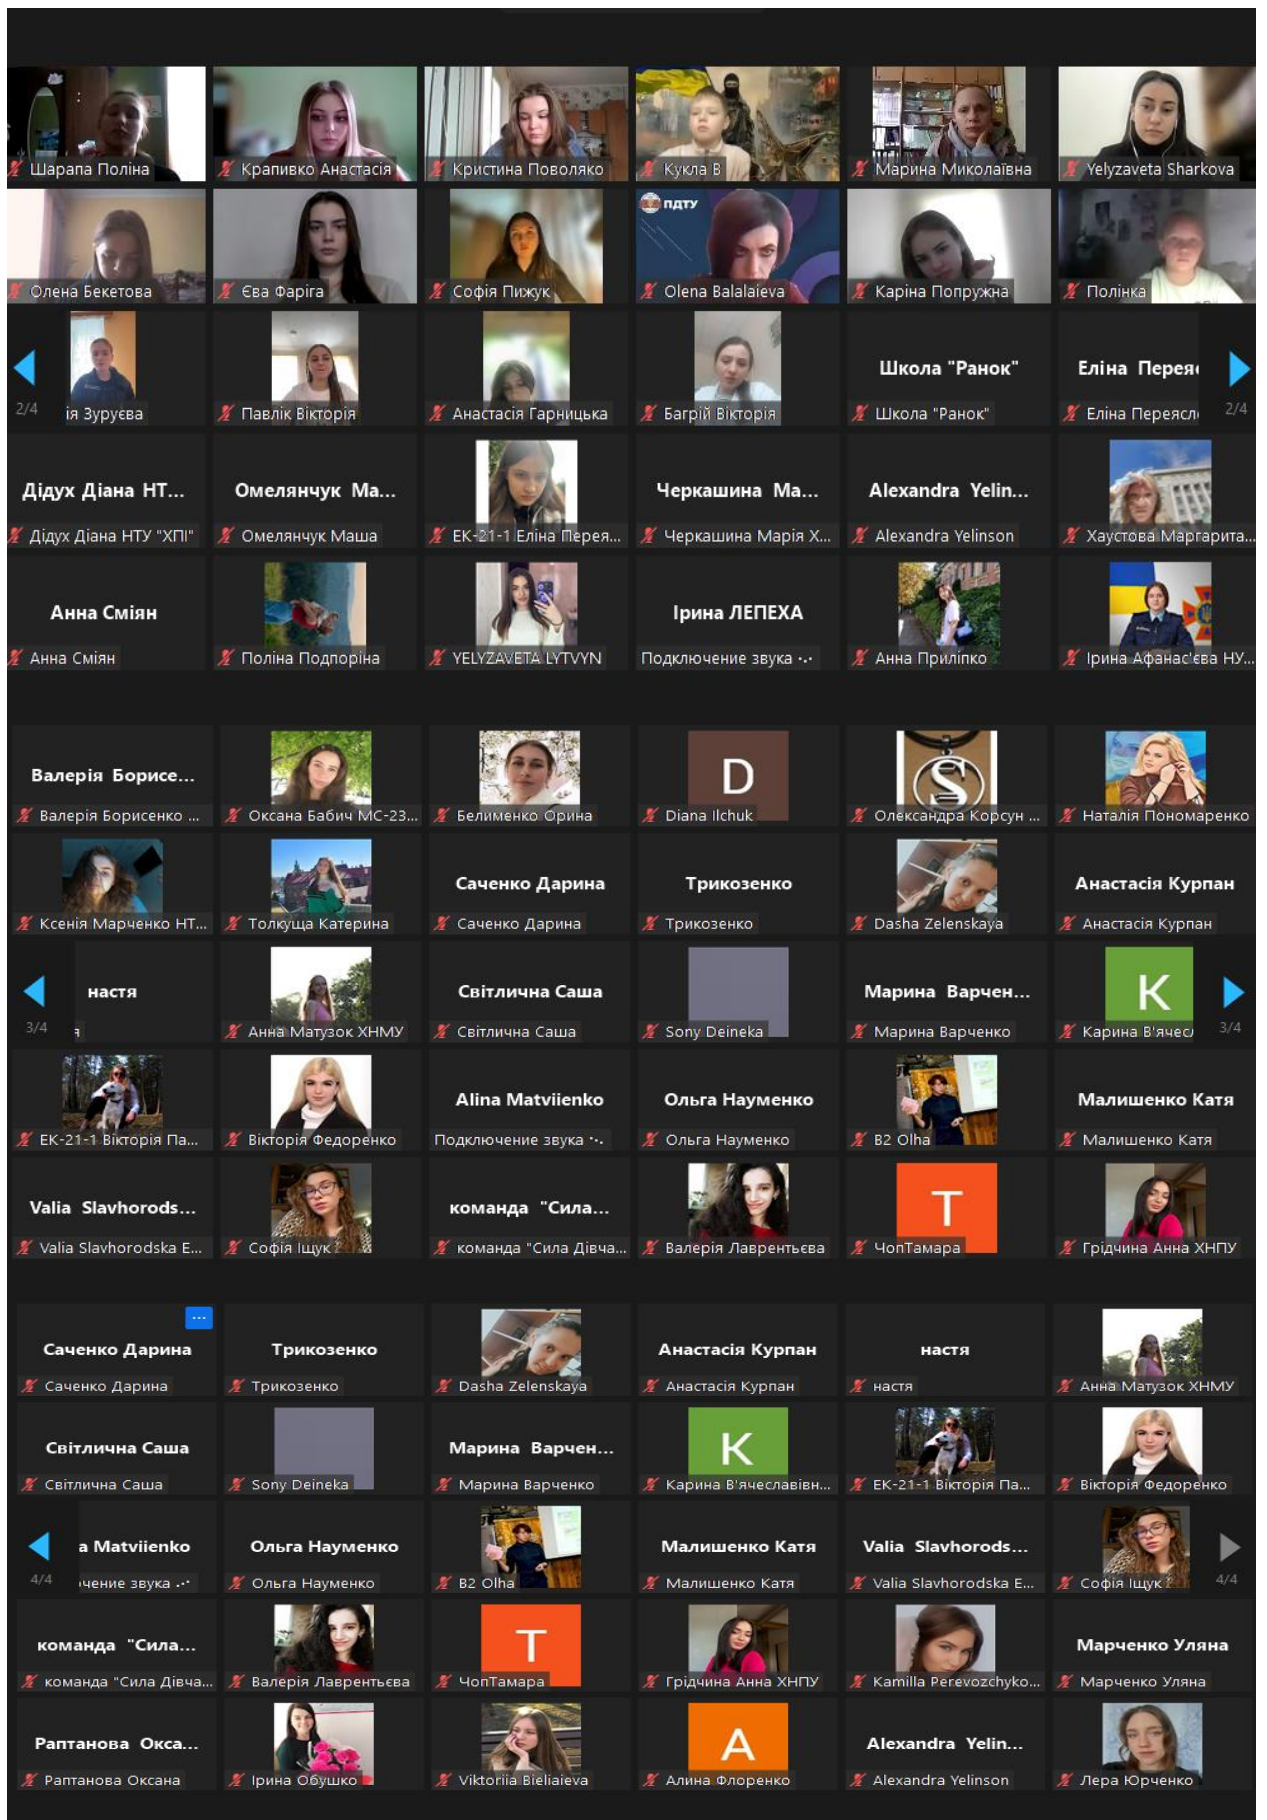 Шарапа Поліна
Крапивко Анастасія
Кристина Поволяко
Кукла В
Марина Миколаївна
Yelyzaveta Sharkova
ПДТУ
Олена Бекетова
Єва Фаріга
Софія Пижук
Olena Balalaieva
Каріна Попружна
Полінка
Школа "Ранок"
Еліна Перея
2/4
ія Зуруєва
Павлік Вікторія
Анастасія Гарницька
Багрій Вікторія
Школа "Ранок"
Еліна Переясл
2/4
Дідух Діана НТ...
Омелянчук Ма...
Черкашина Ма...
Alexandra Yelin...
Дідух Діана НТУ "ХПІ"
Омелянчук Маша
ЕК-21-1 Еліна Перея...
Черкашина Марія Х...
Alexandra Yelinson
Хаустова Маргарита...
Анна Сміян
Ірина ЛЕПЕХА
Анна Сміян
Поліна Подпоріна
YELYZAVETA LYTVYN
Подключение звука ...
Анна Приліпко
Ірина Афанас'єва НУ...
Валерія Борисе...
D
S
Валерія Борисенко ...
Оксана Бабич МС-23...
Белименко Орина
Diana Ilchuk
Олександра Корсун ...
Наталія Пономаренко
Саченко Дарина
Трикозенко
Анастасія Курпан
Ксенія Марченко НТ...
Толкуща Катерина
Саченко Дарина
Трикозенко
Dasha Zelenskaya
Анастасія Курпан
настя
Світлична Саша
Марина Варчен...
K
3/4
я
Анна Матузок ХНМУ
Світлична Саша
Sony Deineka
Марина Варченко
Карина В'ячесл
3/4
Alina Matviienko
Ольга Науменко
Малишенко Катя
ЕК-21-1 Вікторія Па...
Вікторія Федоренко
Подключение звука ...
Ольга Науменко
B2 Olha
Малишенко Катя
Valia Slavhorods...
команда "Сила...
Т
Valia Slavhorodska E...
Софія Іщук
команда "Сила Дівча...
Валерія Лаврентьєва
ЧопТамара
Грідчина Анна ХНПУ
...
Саченко Дарина
Трикозенко
Анастасія Курпан
настя
Саченко Дарина
Трикозенко
Dasha Zelenskaya
Анастасія Курпан
настя
Анна Матузок ХНМУ
Світлична Саша
Марина Варчен...
K
Світлична Саша
Sony Deineka
Марина Варченко
Карина В'ячеславівн...
ЕК-21-1 Вікторія Па...
Вікторія Федоренко
a Matviienko
Ольга Науменко
Малишенко Катя
Valia Slavhorods...
4/4
чение звука ...
Ольга Науменко
B2 Olha
Малишенко Катя
Valia Slavhorodska E...
Софія Іщук
4/4
команда "Сила...
Т
Марченко Уляна
команда "Сила Дівча...
Валерія Лаврентьєва
ЧопТамара
Грідчина Анна ХНПУ
Kamilla Perevozchyko...
Марченко Уляна
Раптанова Окса...
А
Alexandra Yelin...
Раптанова Оксана
Ірина Обушко
Viktoriia Bieliaieva
Алина Флоренко
Alexandra Yelinson
Лера Юрченко